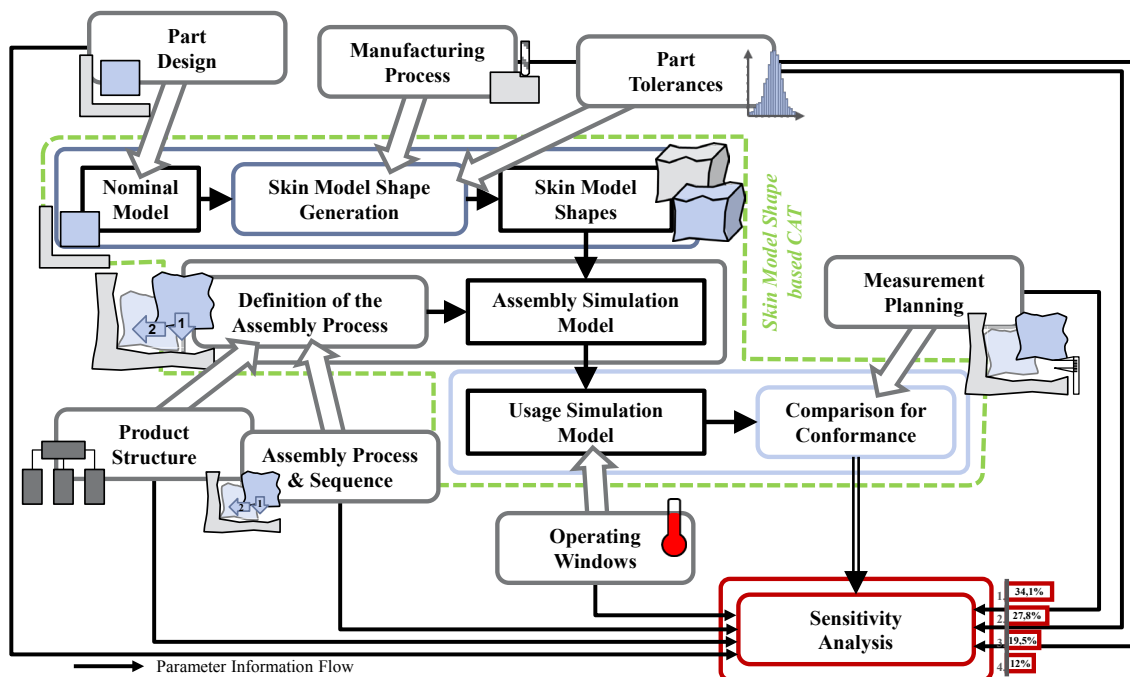 Part
Design
Manufacturing
Process
Part
Tolerances
Nominal
Model
Skin Model Shape
Generation
Skin Model
Shapes
Skin Model Shape
based CAT
Definition of the
Assembly Process
2
1
Assembly Simulation
Model
Measurement
Planning
Usage Simulation
Model
Comparison for
Conformance
Product
Structure
Assembly Process
& Sequence
2
1
Operating
Windows
Sensitivity
Analysis
1. 34,1%
2. 27,8%
3. 19,5%
4. 12%
Parameter Information Flow